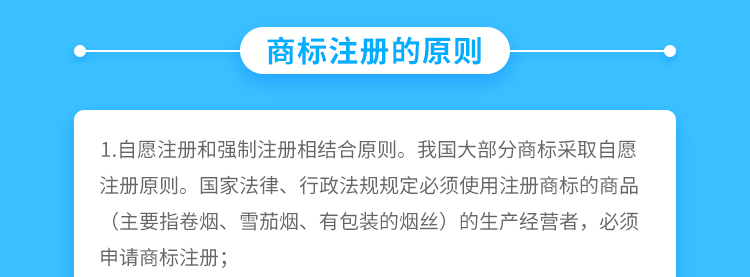 商标注册的原则
1.自愿注册和强制注册相结合原则。我国大部分商标采取自愿
注册原则。国家法律、行政法规规定必须使用注册商标的商品
（主要指卷烟、雪茄烟、有包装的烟丝）的生产经营者，必须
申请商标注册；